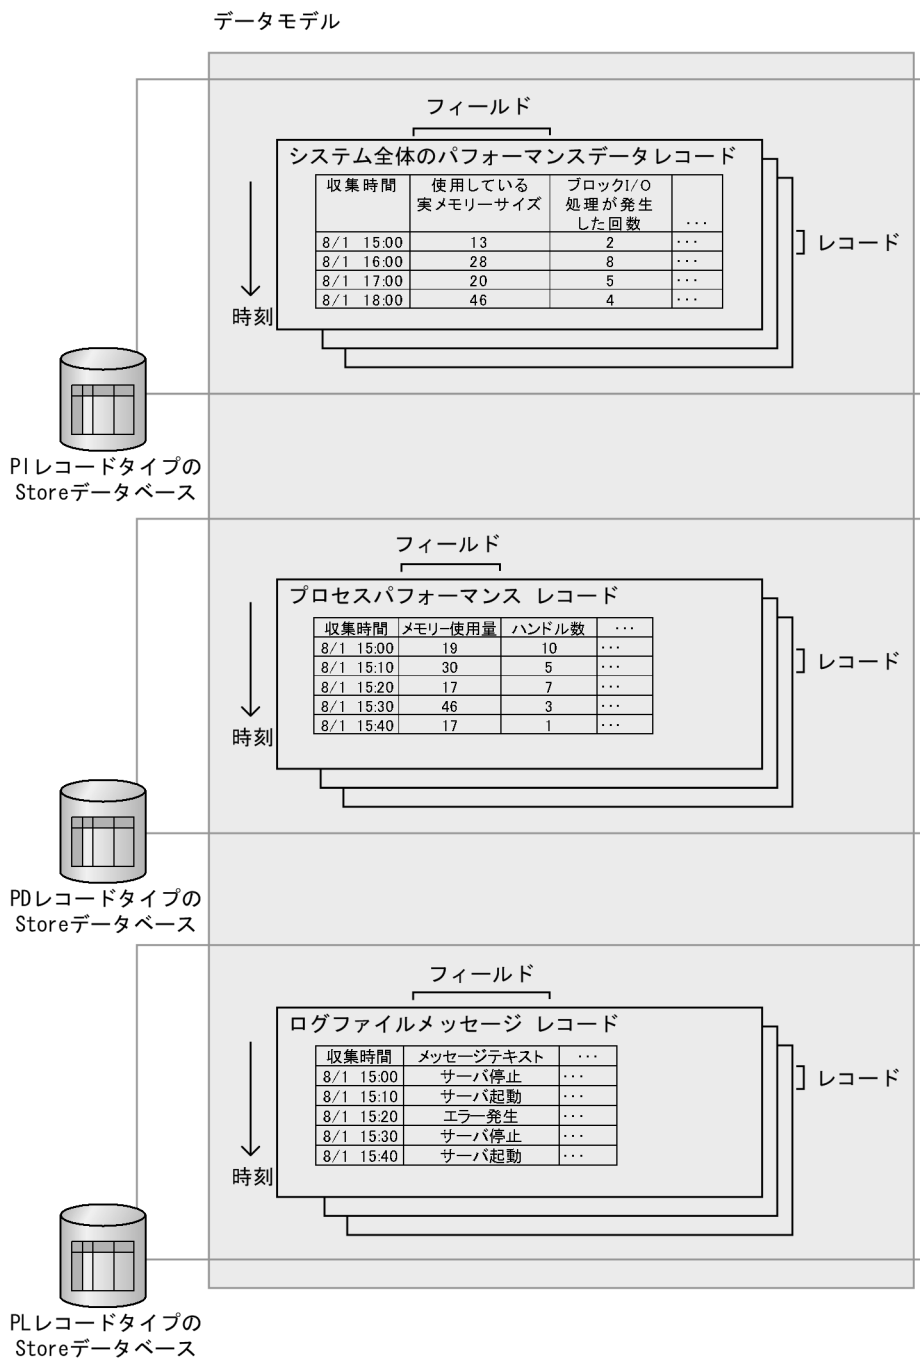 データモデル
フィールド
システム全体のパフォーマンスデータレコード
収集時間 使用している実メモリーサイズ ブロックI/O処理が発生した回数 ・・・
8/1 15:00 13 2 ・・・
8/1 16:00 28 8 ・・・
8/1 17:00 20 5 ・・・
8/1 18:00 46 4 ・・・
レコード
時刻
PIレコードタイプの
Storeデータベース
フィールド
プロセスパフォーマンス レコード
収集時間 メモリー使用量 ハンドル数 ・・・
8/1 15:00 19 10 ・・・
8/1 15:10 30 5 ・・・
8/1 15:20 17 7 ・・・
8/1 15:30 46 3 ・・・
8/1 15:40 17 1 ・・・
レコード
時刻
PDレコードタイプの
Storeデータベース
フィールド
ログファイルメッセージ レコード
収集時間 メッセージテキスト ・・・
8/1 15:00 サーバ停止 ・・・
8/1 15:10 サーバ起動 ・・・
8/1 15:20 エラー発生 ・・・
8/1 15:30 サーバ停止 ・・・
8/1 15:40 サーバ起動 ・・・
レコード
時刻
PLレコードタイプの
Storeデータベース